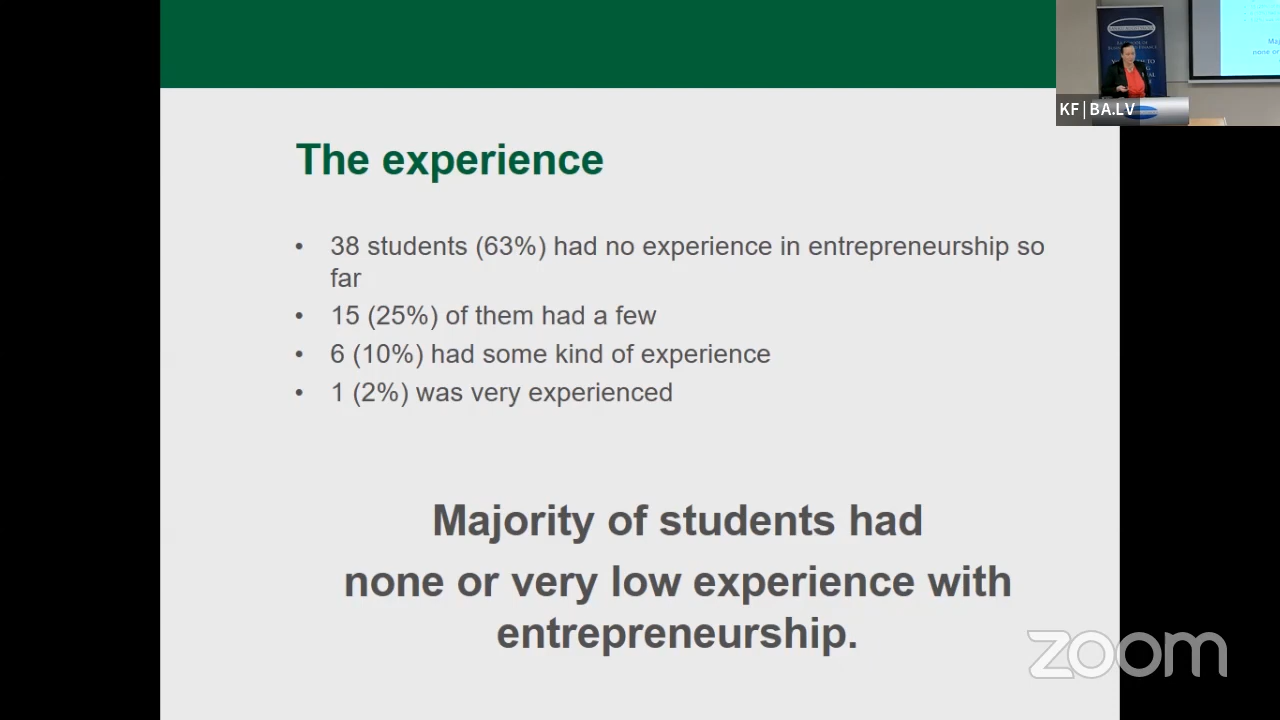 The experience
• 38 students (63%) had no experience in entrepreneurship so
far
• 15 (25%) of them had a few
• 6 (10%) had some kind of experience
• 1 (2%) was very experienced
Majority of students had
none or very low experience with
entrepreneurship.
KF|BA.LV
zoom